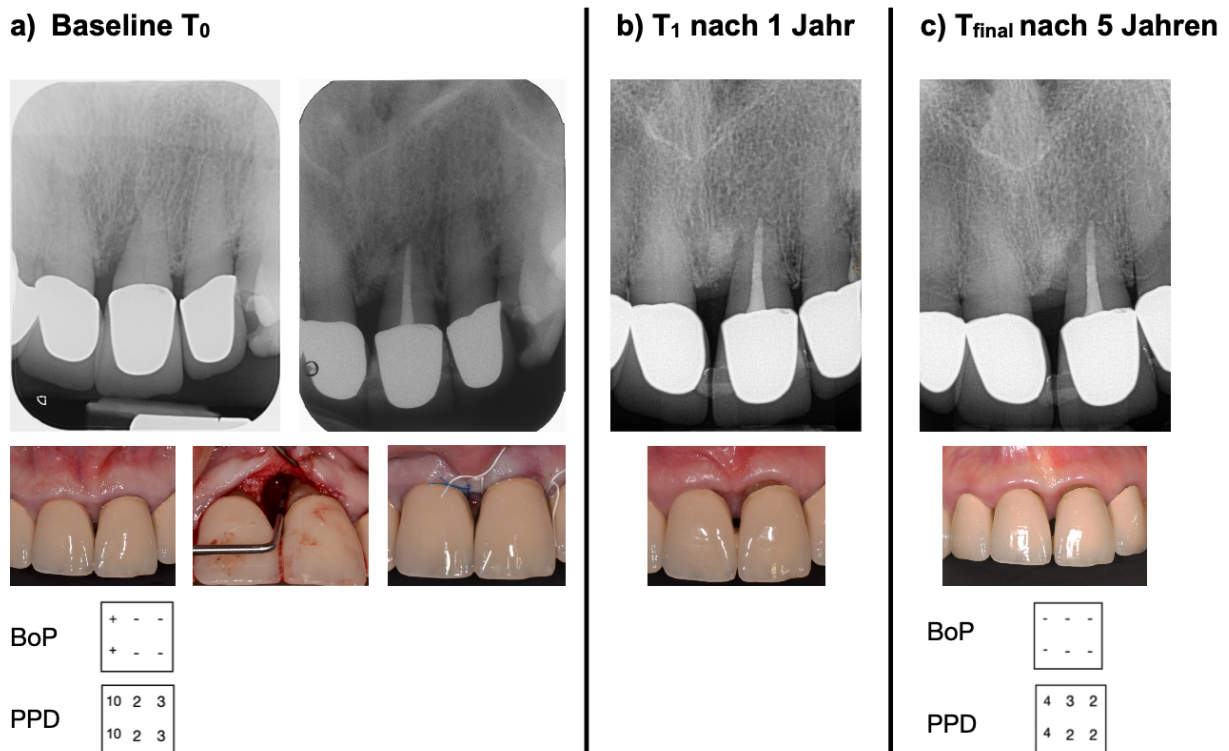 a) Baseline T0
b) T1 nach 1 Jahr
c) Tfinal nach 5 Jahren
BoP
+ - -
+ - -
PPD
10 2 3
10 2 3
BoP
- - -
- - -
PPD
4 3 2
4 2 2